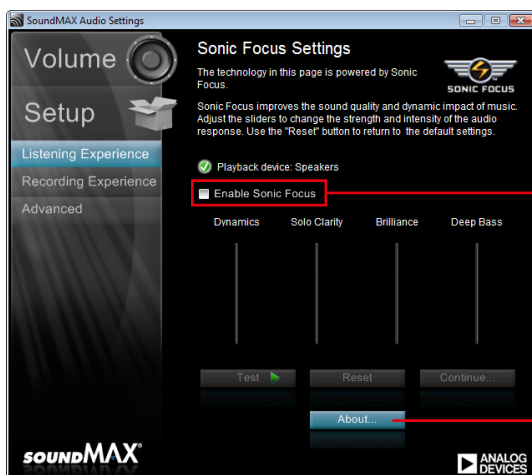 SoundMAX Audio Settings
Volume
Setup
Listening Experience
Recording Experience
Advanced
Sonic Focus Settings
The technology in this page is powered by Sonic
Focus.
SONIC FOCUS
Sonic Focus improves the sound quality and dynamic impact of music.
Adjust the sliders to change the strength and intensity of the audio
response. Use the "Reset" button to return to the default settings.
Playback device: Speakers
Enable Sonic Focus
Dynamics Solo Clarity Brilliance Deep Bass
Test Reset Continue...
About...
SOUNDMAX®
ANALOG
DEVICES